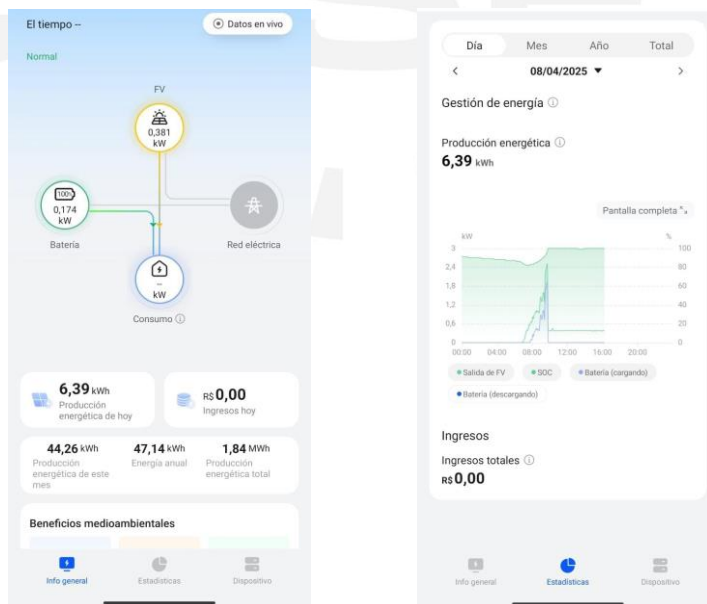 El tiempo --
Datos en vivo
Normal
FV
0,381
kW
100%
0,174
kW
Batería
Red eléctrica
--
kW
Consumo
6,39 kWh
Producción
energética de hoy
R$ 0,00
Ingresos hoy
44,26 kWh
Producción
energética de este
mes
47,14 kWh
Energía anual
1,84 MWh
Producción
energética total
Beneficios medioambientales
Info general
Estadísticas
Dispositivo
Día
Mes
Año
Total
<
08/04/2025
>
Gestión de energía
Producción energética
6,39 kWh
Pantalla completa
kW
%
3
2,4
1,8
1,2
0,6
0
100
80
60
40
20
0
00:00 04:00 08:00 12:00 16:00 20:00
Salida de FV
SOC
Batería (cargando)
Batería (descargando)
Ingresos
Ingresos totales
R$ 0,00
Info general
Estadísticas
Dispositivo